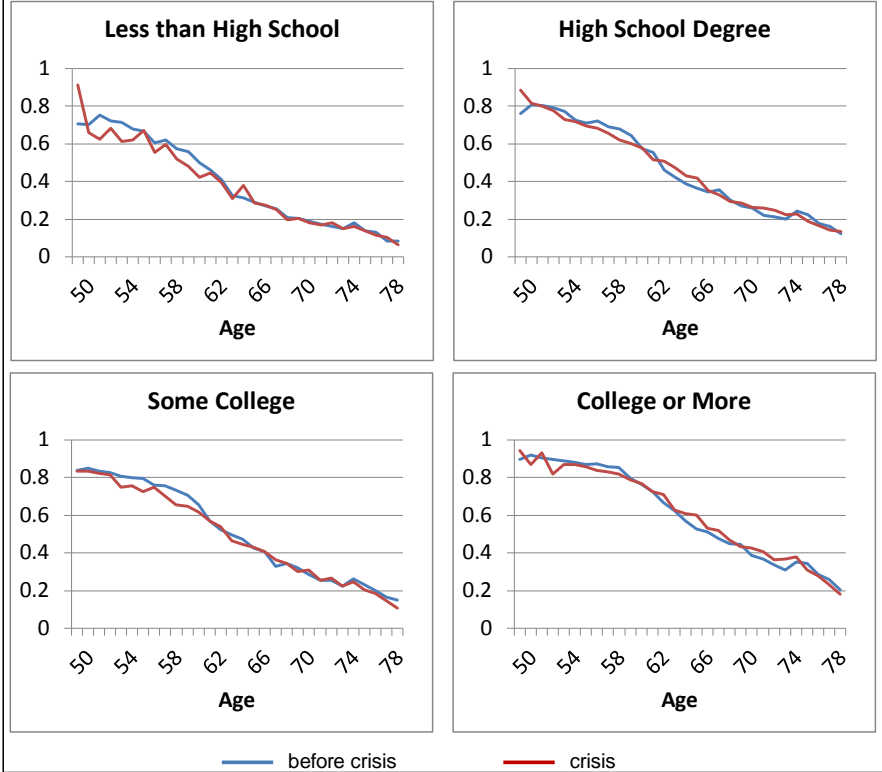 Less than High School
1
0.8
0.6
0.4
0.2
0
50 54 58 62 66 70 74 78
Age
High School Degree
1
0.8
0.6
0.4
0.2
0
50 54 58 62 66 70 74 78
Age
Some College
1
0.8
0.6
0.4
0.2
0
50 54 58 62 66 70 74 78
Age
College or More
1
0.8
0.6
0.4
0.2
0
50 54 58 62 66 70 74 78
Age
before crisis crisis